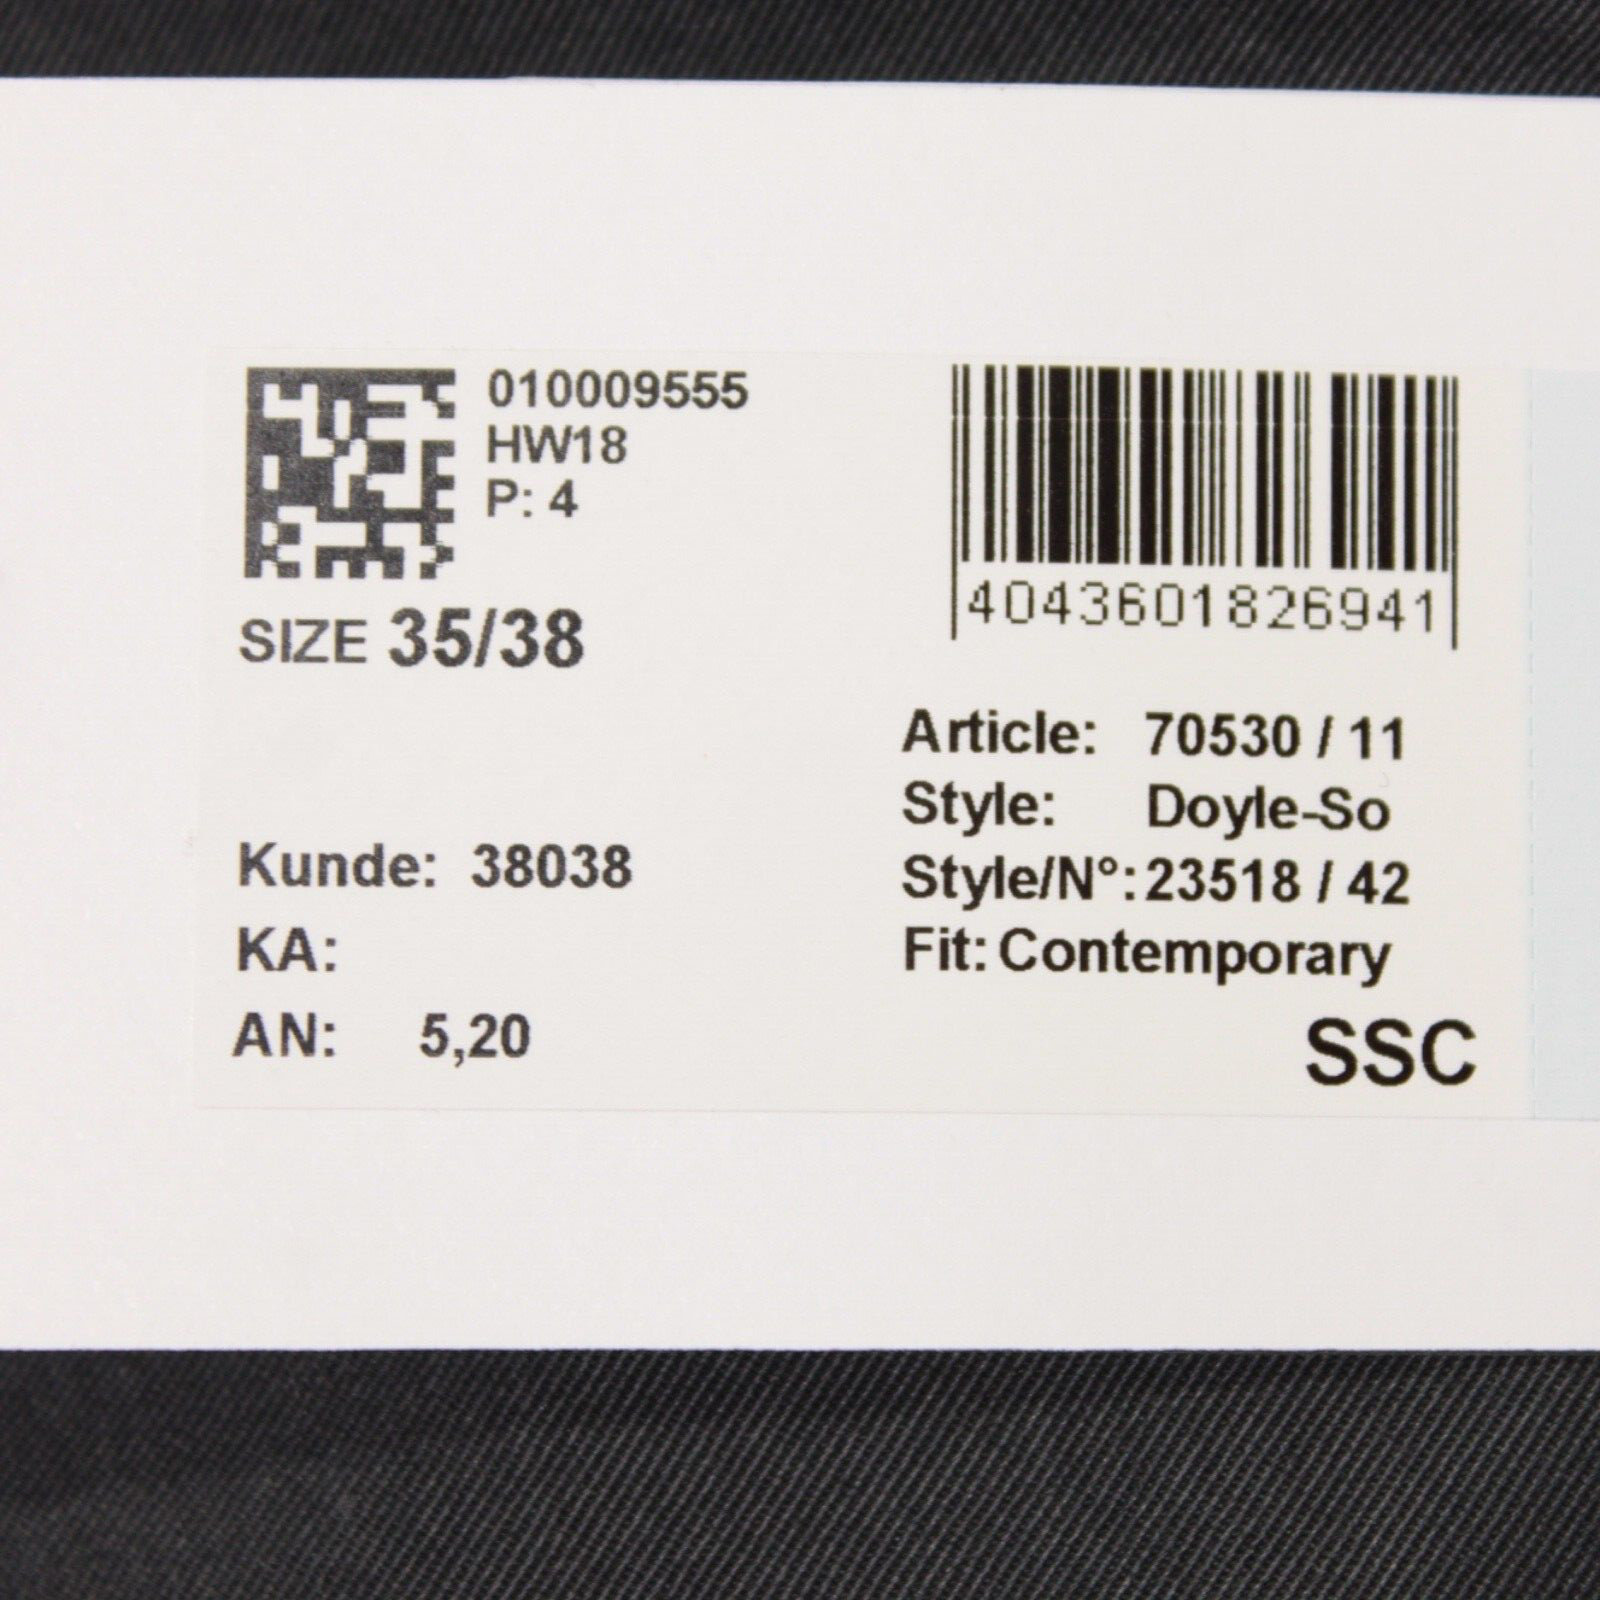 010009555
HW18
P: 4
SIZE 35/38
Kunde: 38038
KA:
AN: 5,20
4043601826941
Article: 70530 / 11
Style: Doyle-So
Style/N°: 23518 / 42
Fit: Contemporary
SSC